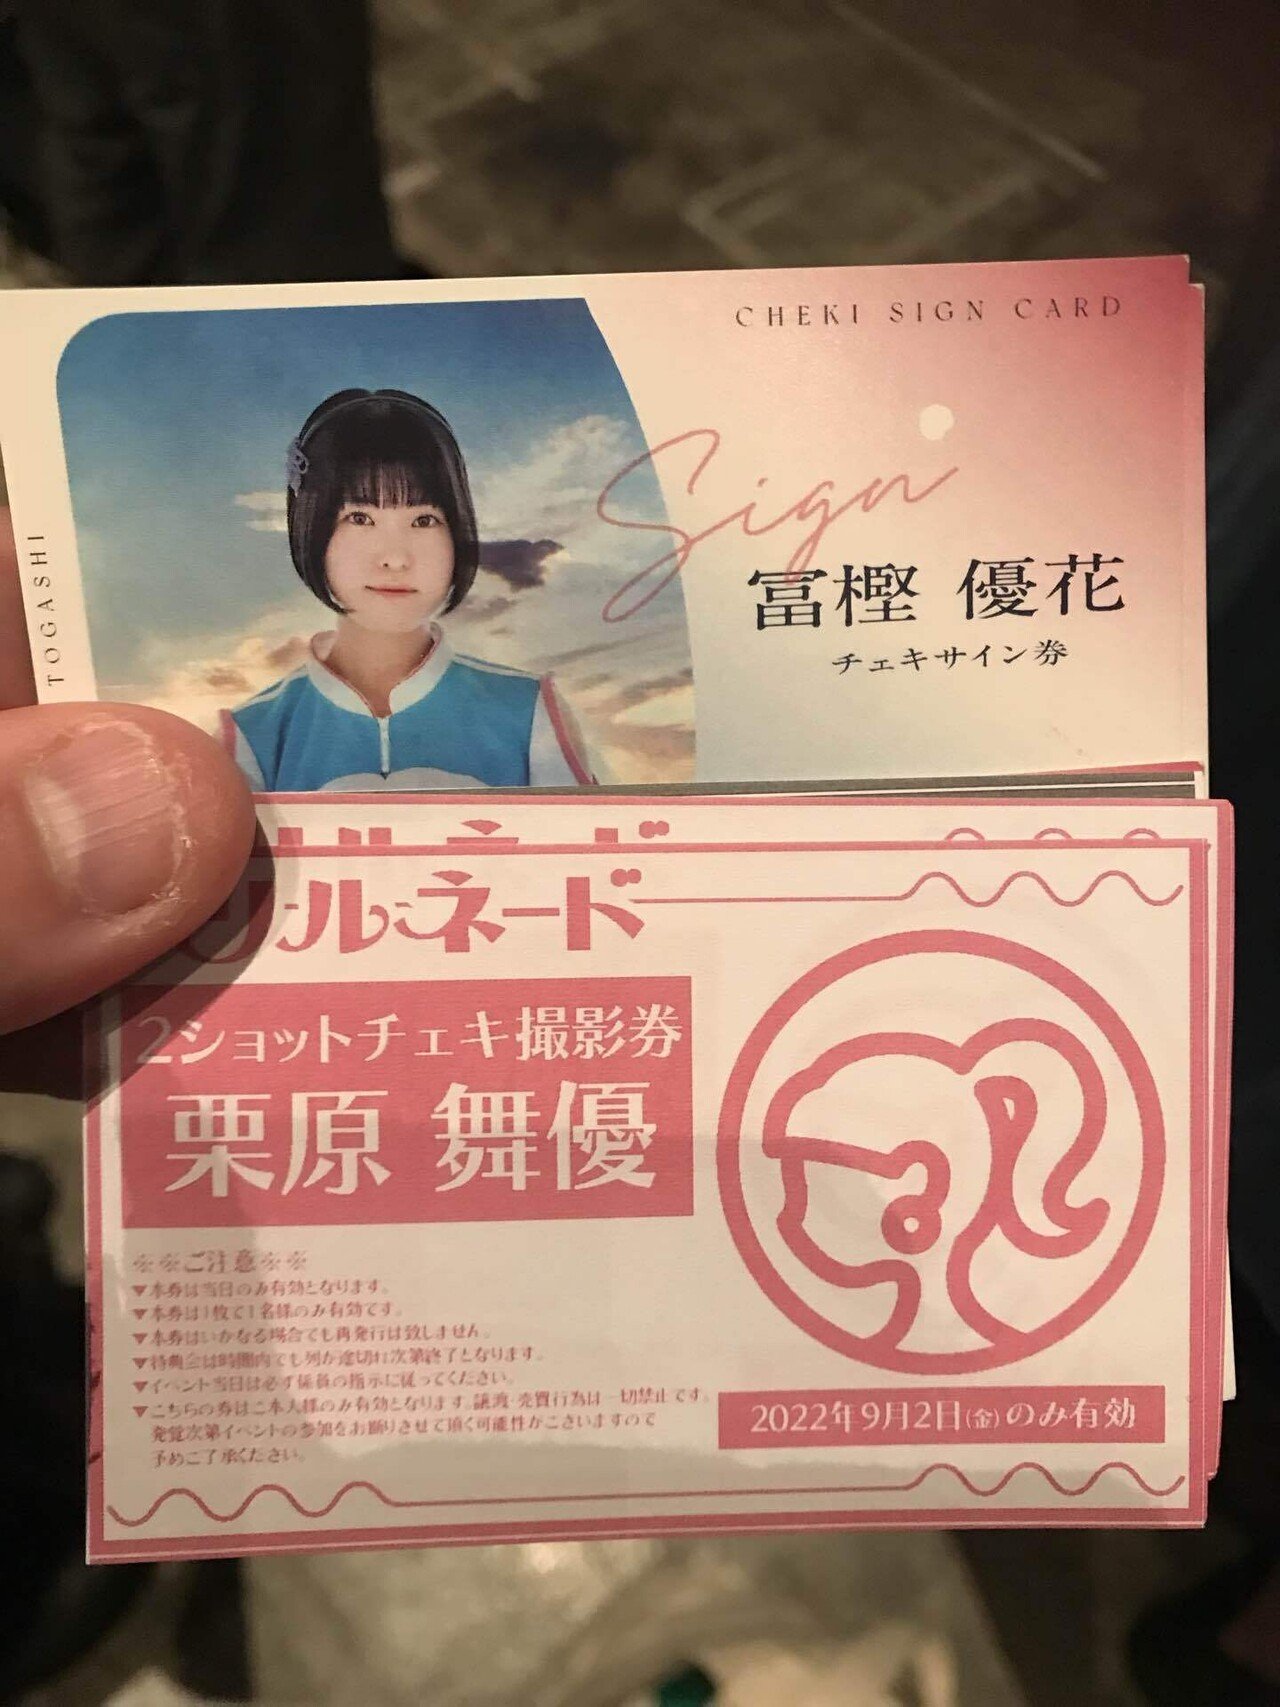 CHEKI SIGN CARD
TOGASHI
Sign
冨樫 優花
チェキサイン券
ールネード
2ショットチェキ撮影券
栗原 舞優
※※ご注意※※
▼本券は当日のみ有効となります。
▼本券は1枚で1名様のみ有効です。
▼本券はいかなる場合でも再発行は致しません。
▼特典会は時間内でも列が途切れ次第終了となります。
▼イベント当日は必ず係員の指示に従ってください。
▼こちらの券はご本人様のみ有効となります。譲渡・売買行為は一切禁止です。
発覚次第イベントの参加をお断りさせて頂く可能性がございますので
予めご了承ください。
2022年9月2日(金)のみ有効